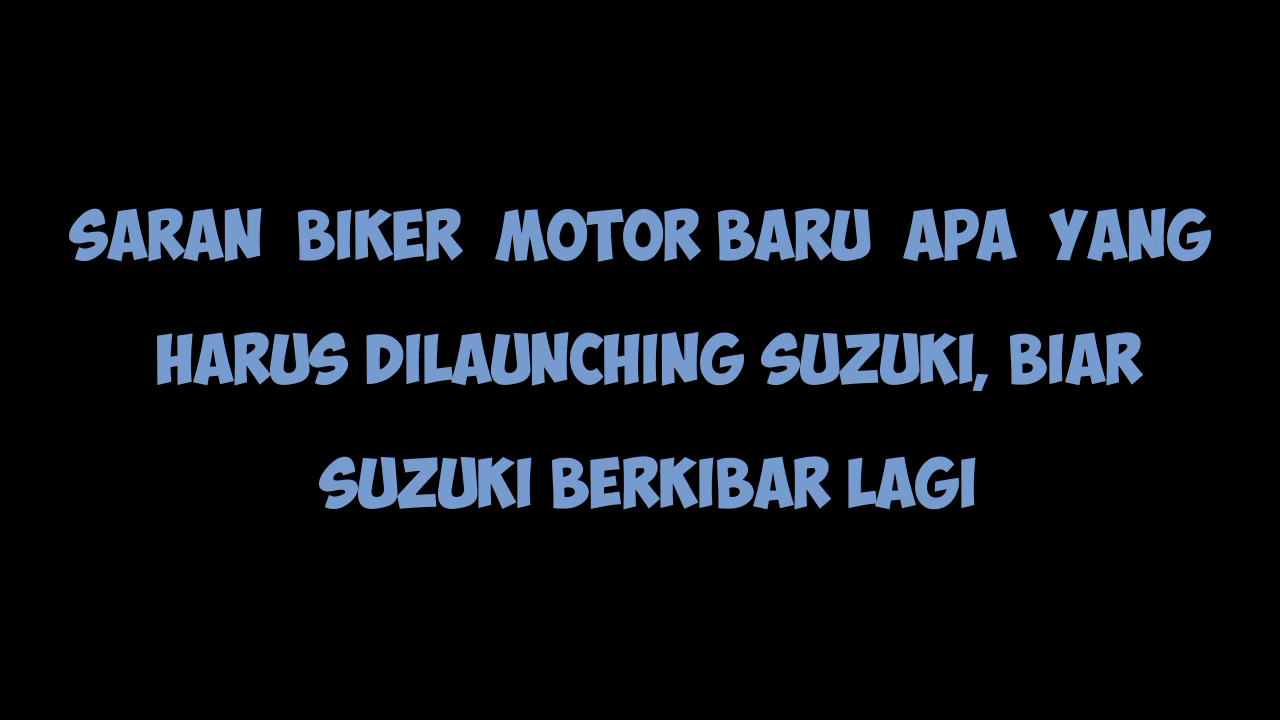 SARAN BIKER MOTOR BARU APA YANG
HARUS DILAUNCHING SUZUKI, BIAR
SUZUKI BERKIBAR LAGI